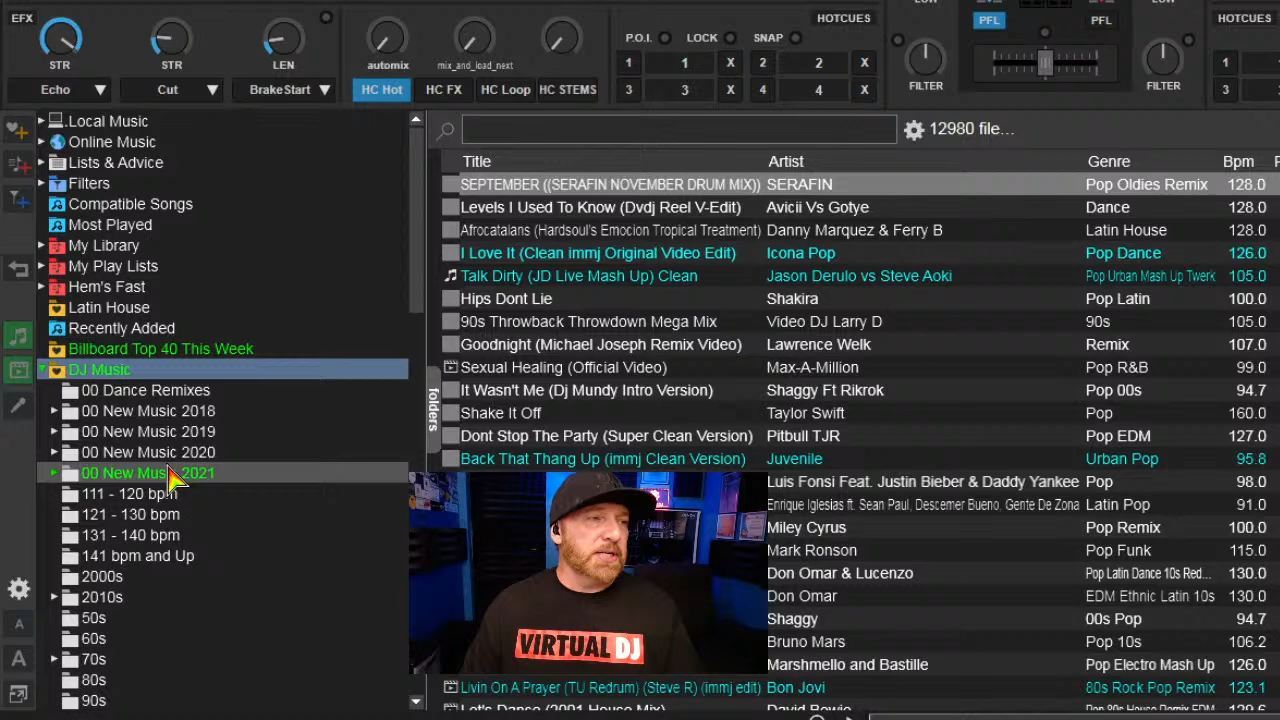 EFX
STR
STR
LEN
automix
mix_and_load_next
Echo
Cut
BrakeStart
HC Hot
HC FX
HC Loop
HC STEMS
HOTCUES
P.O.I.
LOCK
SNAP
1 1 X 2 2 X
3 3 X 4 4 X
LOW
PFL
PFL
FILTER
FILTER
LOW
HOTCUES
1
3
Local Music
Online Music
Lists & Advice
Filters
Compatible Songs
Most Played
My Library
My Play Lists
Hem's Fast
Latin House
Recently Added
Billboard Top 40 This Week
DJ Music
00 Dance Remixes
00 New Music 2018
00 New Music 2019
00 New Music 2020
00 New Music 2021
111 - 120 bpm
121 - 130 bpm
131 - 140 bpm
141 bpm and Up
2000s
2010s
50s
60s
70s
80s
90s
A
A
folders
12980 file...
Title Artist Genre Bpm
SEPTEMBER ((SERAFIN NOVEMBER DRUM MIX)) SERAFIN Pop Oldies Remix 128.0
Levels I Used To Know (Dvdj Reel V-Edit) Avicii Vs Gotye Dance 128.0
Afrocatalans (Hardsoul's Emocion Tropical Treatment) Danny Marquez & Ferry B Latin House 128.0
I Love It (Clean immj Original Video Edit) Icona Pop Pop Dance 126.0
Talk Dirty (JD Live Mash Up) Clean Jason Derulo vs Steve Aoki Pop Urban Mash Up Twerk 105.0
Hips Dont Lie Shakira Pop Latin 100.0
90s Throwback Throwdown Mega Mix Video DJ Larry D 90s 105.0
Goodnight (Michael Joseph Remix Video) Lawrence Welk Remix 107.0
Sexual Healing (Official Video) Max-A-Million Pop R&B 101.0
It Wasn't Me (Dj Mundy Intro Version) Shaggy Ft Rikrok Pop 00s 94.7
Shake It Off Taylor Swift Pop 160.0
Dont Stop The Party (Super Clean Version) Pitbull TJR Pop EDM 127.0
Back That Thang Up (immj Clean Version) Juvenile Urban Pop 95.8
Luis Fonsi Feat. Justin Bieber & Daddy Yankee Pop 98.0
Enrique Iglesias ft. Sean Paul, Descemer Bueno, Gente De Zona Latin Pop 91.0
Miley Cyrus Pop Remix 100.0
Mark Ronson Pop Funk 115.0
Don Omar & Lucenzo Pop Latin Dance 10s Red... 130.0
Don Omar EDM Ethnic Latin 10s 130.0
Shaggy 00s Pop 94.7
Bruno Mars Pop 10s 106.2
Marshmello and Bastille Pop Electro Mash Up 126.0
Livin On A Prayer (TU Redrum) (Steve R) (immj edit) Bon Jovi 80s Rock Pop Remix 123.1
Let's Dance (2001 House Mix) David Bowie Pop 80s House Remix EDM 129.6
VIRTUAL DJ